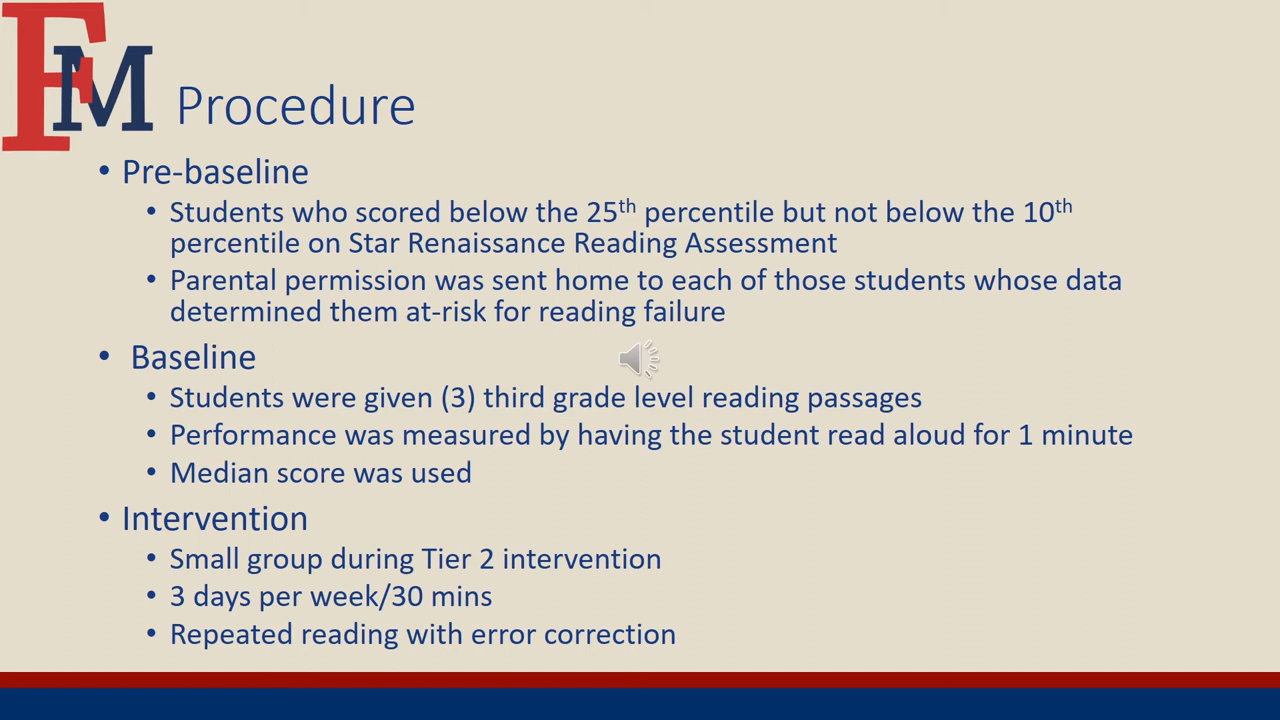 FM
Procedure
• Pre-baseline
• Students who scored below the 25th percentile but not below the 10th
percentile on Star Renaissance Reading Assessment
• Parental permission was sent home to each of those students whose data
determined them at-risk for reading failure
• Baseline
• Students were given (3) third grade level reading passages
• Performance was measured by having the student read aloud for 1 minute
• Median score was used
• Intervention
• Small group during Tier 2 intervention
• 3 days per week/30 mins
• Repeated reading with error correction